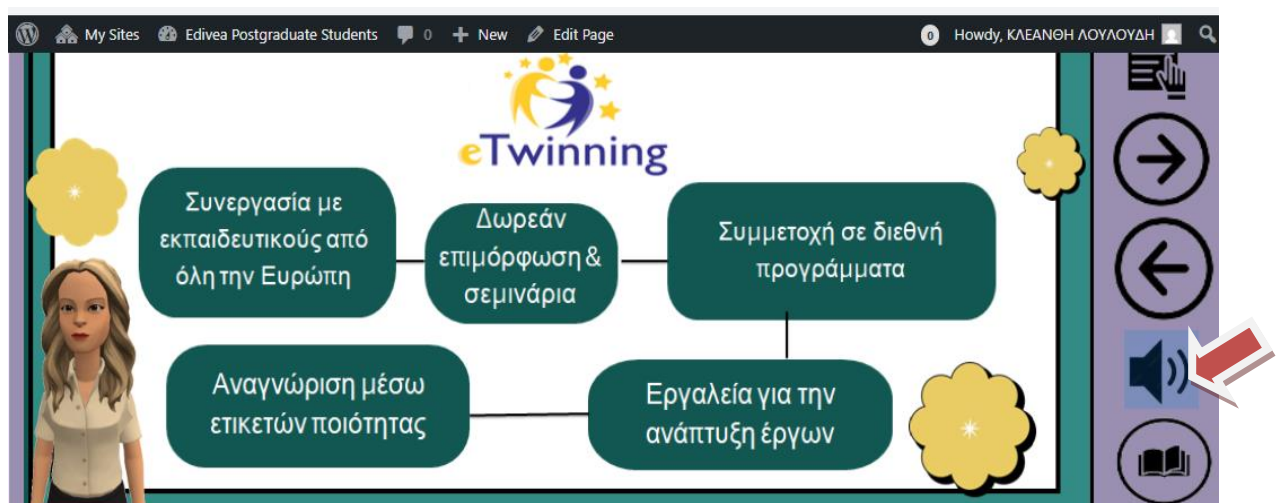 My Sites Edivea Postgraduate Students 0 New Edit Page 0 Howdy, ΚΛΕΑΝΘΗ ΛΟΥΛΟΥΔΗ
eTwinning
Συνεργασία με
εκπαιδευτικούς από
όλη την Ευρώπη
Δωρεάν
επιμόρφωση &
σεμινάρια
Συμμετοχή σε διεθνή
προγράμματα
Εργαλεία για την
ανάπτυξη έργων
Αναγνώριση μέσω
ετικετών ποιότητας